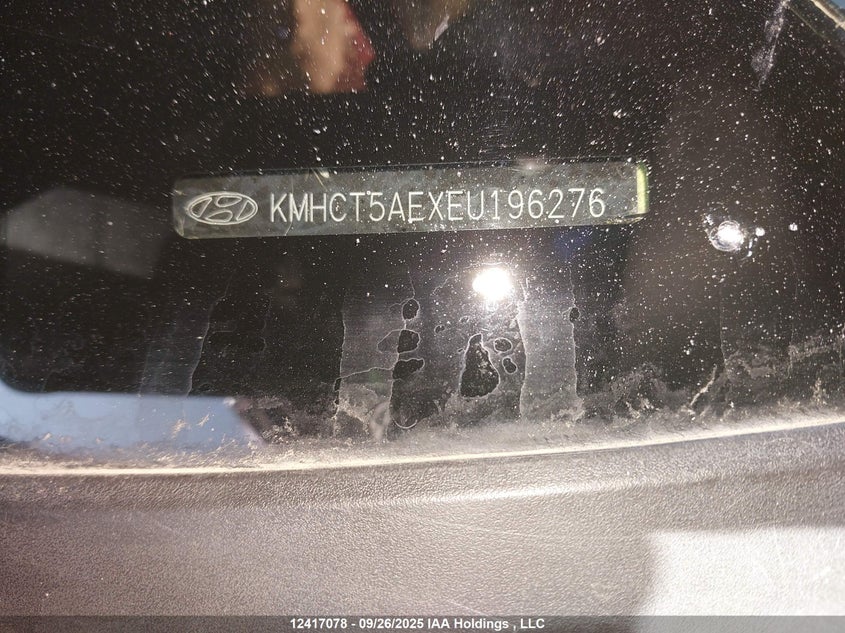 KMHCT5AEXEU196276
12417078 - 09/26/2025 IAA Holdings , LLC